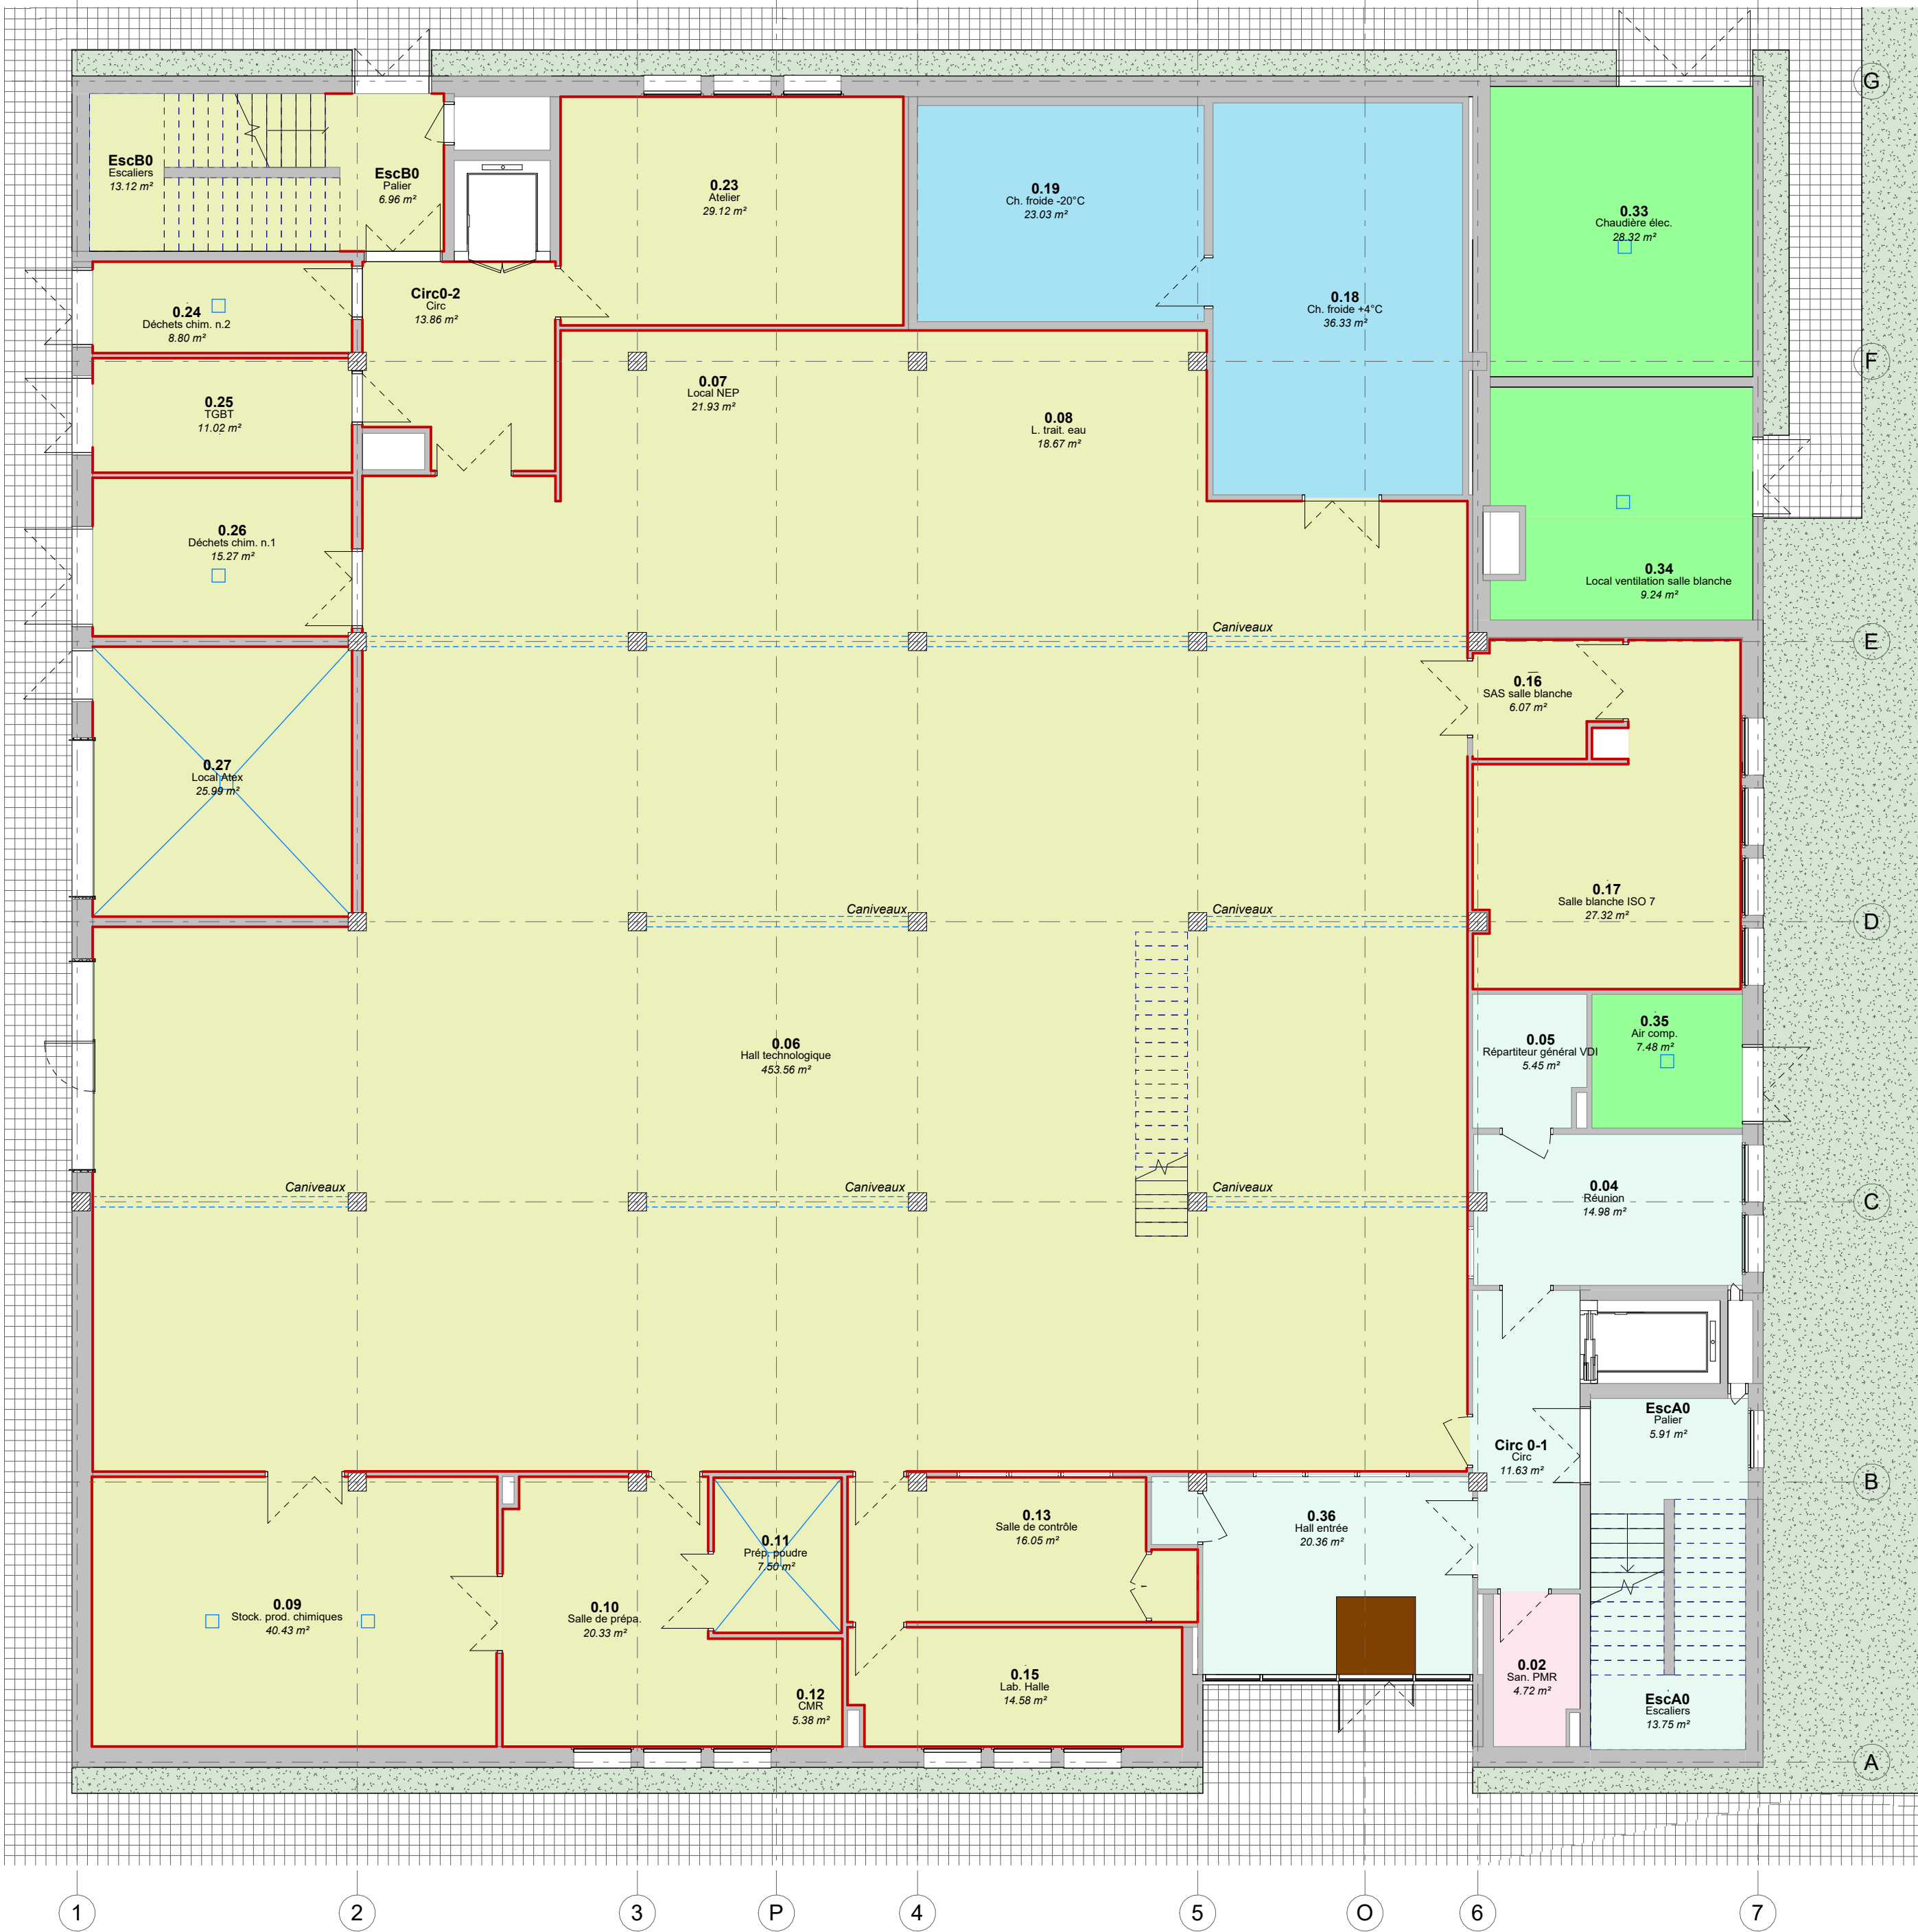 G
EscB0
Escaliers
13.12 m²
EscB0
Palier
6.96 m²
0.23
Atelier
29.12 m²
0.19
Ch. froide -20°C
23.03 m²
0.18
Ch. froide +4°C
36.33 m²
0.33
Chaudière élec.
28.32 m²
0.24
Déchets chim. n.2
8.80 m²
Circ0-2
Circ
13.86 m²
F
0.25
TGBT
11.02 m²
0.07
Local NEP
21.93 m²
0.08
L. trait. eau
18.67 m²
0.26
Déchets chim. n.1
15.27 m²
0.34
Local ventilation salle blanche
9.24 m²
Caniveaux
E
0.16
SAS salle blanche
6.07 m²
0.27
Local Atex
25.99 m²
0.17
Salle blanche ISO 7
27.32 m²
Caniveaux
Caniveaux
D
0.06
Hall technologique
453.56 m²
0.05
Répartiteur général VDI
5.45 m²
0.35
Air comp.
7.48 m²
Caniveaux
Caniveaux
Caniveaux
0.04
Réunion
14.98 m²
C
EscA0
Palier
5.91 m²
Circ 0-1
Circ
11.63 m²
B
0.13
Salle de contrôle
16.05 m²
0.36
Hall entrée
20.36 m²
0.11
Prép. poudre
7.50 m²
0.09
Stock. prod. chimiques
40.43 m²
0.10
Salle de prépa.
20.33 m²
0.12
CMR
5.38 m²
0.15
Lab. Halle
14.58 m²
0.02
San. PMR
4.72 m²
EscA0
Escaliers
13.75 m²
A
1 2 3 P 4 5 O 6 7